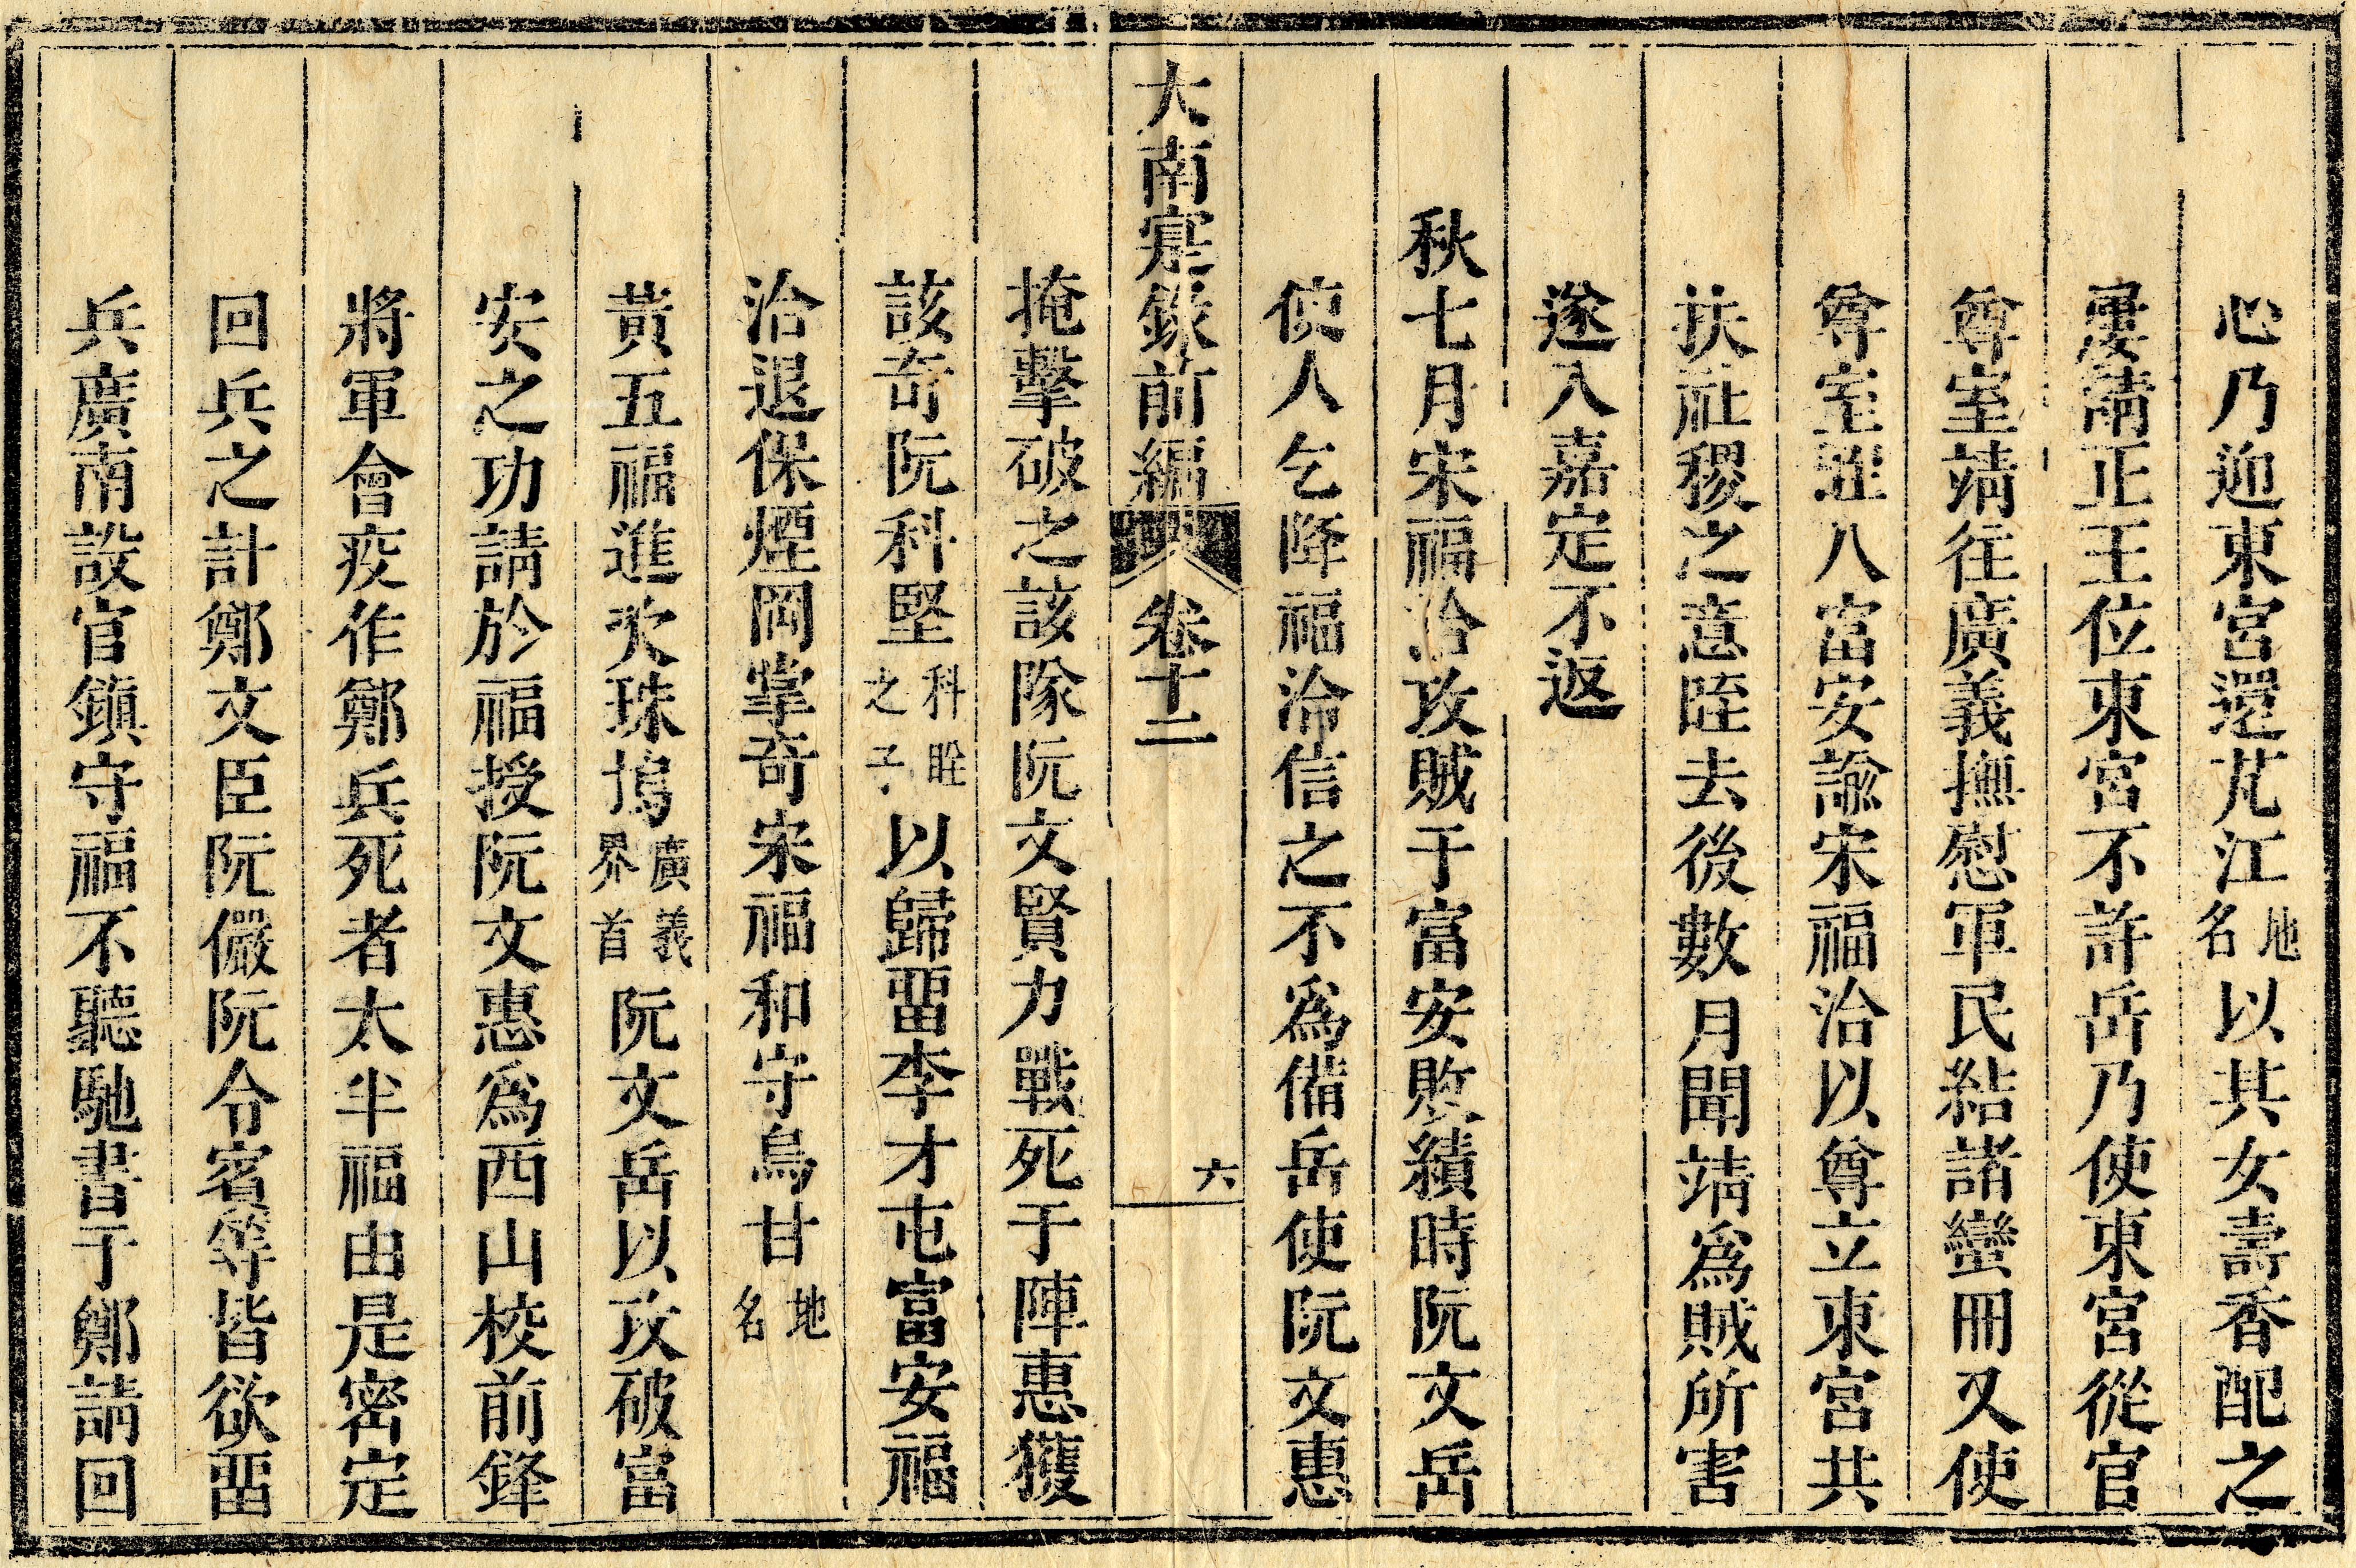 心乃迎東宮還芃江地名以其女壽香配之
屢請正王位東宮不許岳乃使東宮從官
尊室靖往廣義撫慰軍民結諸蠻冊又使
尊室𨓏入富安諭宋福洽以尊立東宮共
扶社稷之意旣去後數月聞靖爲賊所害
遂入嘉定不返
秋七月宋福洽攻賊于富安敗績時阮文岳
使人乞降福洽信之不爲備岳使阮文惠
大南寔錄前編 卷十二 六
掩擊破之該隊阮文賢力戰死于陣惠獲
該奇阮科堅科䀡之子以歸畱李才屯富安福
洽退保煙岡掌奇宋福和守烏甘地名
黃五福進次珠塢廣義界首阮文岳以攻破富
安之功請於福授阮文惠爲西山校前鋒
將軍會疫作鄭兵死者太半福由是密定
回兵之計鄭文臣阮儼阮令賓等皆欲畱
兵廣南設官鎮守福不聽馳書于鄭請回